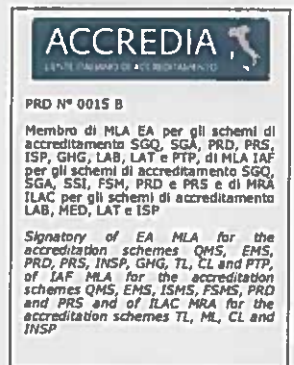 ACCREDIA
L'ENTE ITALIANO DI ACCREDITAMENTO
PRD N° 0015 B
Membro di MLA EA per gli schemi di
accreditamento SGQ, SGA, PRD, PRS,
ISP, GHG, LAB, LAT e PTP, di MLA IAF
per gli schemi di accreditamento SGQ,
SGA, SSI, FSM, PRD e PRS e di MRA
ILAC per gli schemi di accreditamento
LAB, MED, LAT e ISP
Signatory of EA MLA for the
accreditation schemes QMS, EMS,
PRD, PRS, INSP, GHG, TL, CL and PTP,
of IAF MLA for the accreditation
schemes QMS, EMS, ISMS, FSMS, PRD
and PRS and of ILAC MRA for the
accreditation schemes TL, ML, CL and
INSP